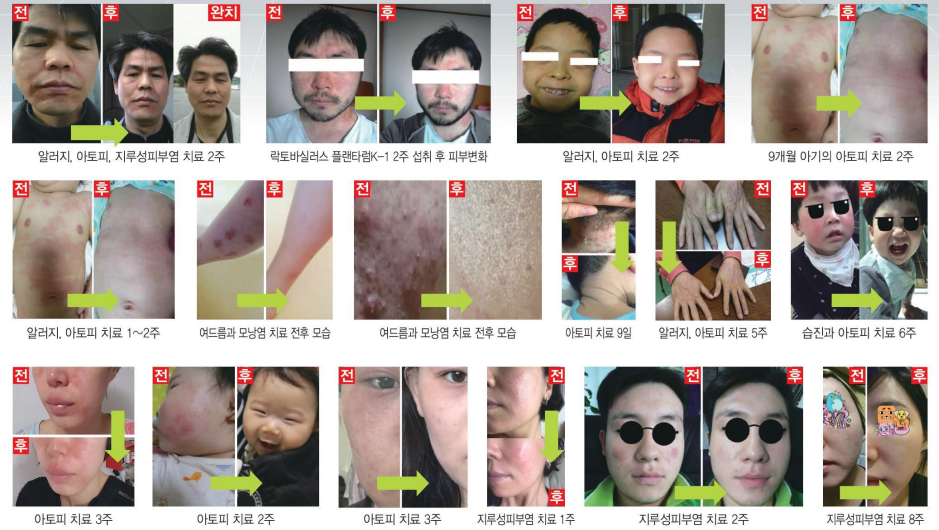 전 후 완치
전 후
전 후
전 후
알러지, 아토피, 지루성피부염 치료 2주
락토바실러스 플랜타럼K-1 2주 섭취 후 피부변화
알러지, 아토피 치료 2주
9개월 아기의 아토피 치료 2주
전 후
전 후
전 후
전
후
전
후
전 후
알러지, 아토피 치료 1~2주
여드름과 모낭염 치료 전후 모습
여드름과 모낭염 치료 전후 모습
아토피 치료 9일
알러지, 아토피 치료 5주
습진과 아토피 치료 6주
전
후
전 후
전 후
전
후
전 후
전 후
아토피 치료 3주
아토피 치료 2주
아토피 치료 3주
지루성피부염 치료 1주
지루성피부염 치료 2주
지루성피부염 치료 8주